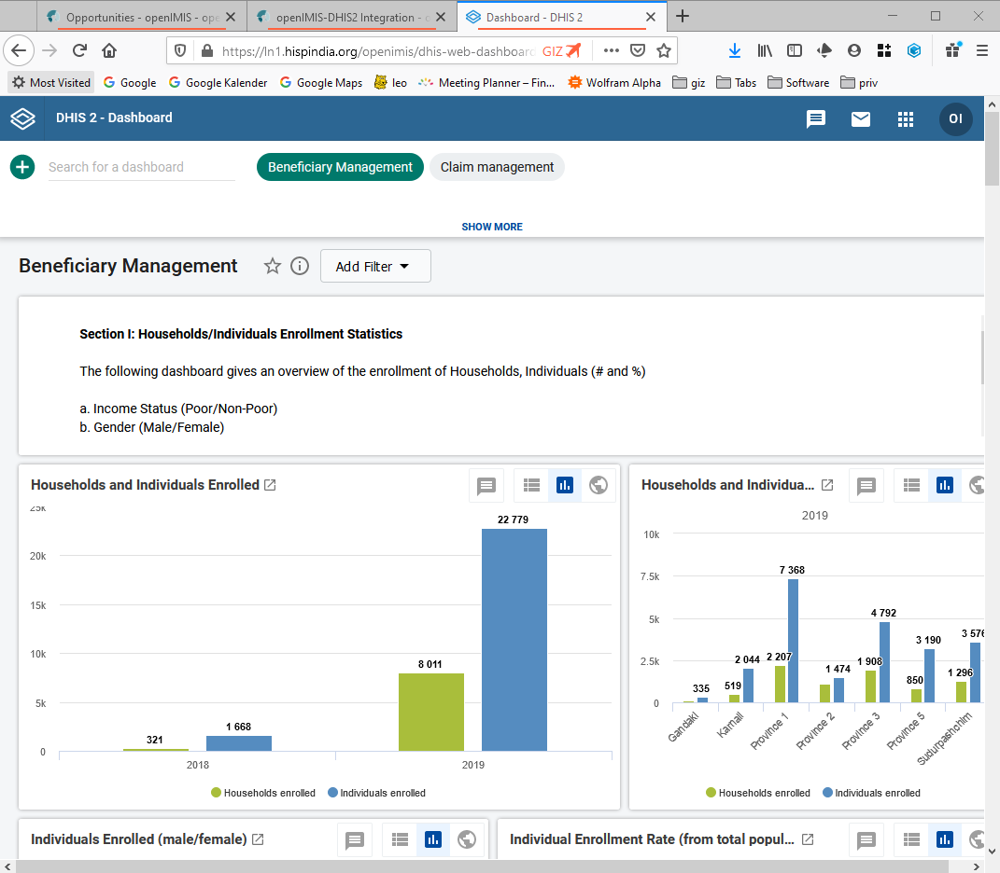 Opportunities - openIMIS - ope
openIMIS-DHIS2 Integration - o
Dashboard - DHIS 2
https://ln1.hispindia.org/openimis/dhis-web-dashboard
GIZ
Most Visited
Google
Google Kalender
Google Maps
leo
Meeting Planner – Fin...
Wolfram Alpha
giz
Tabs
Software
priv
DHIS 2 - Dashboard
OI
Search for a dashboard
Beneficiary Management
Claim management
SHOW MORE
Beneficiary Management
Add Filter
Section I: Households/Individuals Enrollment Statistics
The following dashboard gives an overview of the enrollment of Households, Individuals (# and %)
a. Income Status (Poor/Non-Poor)
b. Gender (Male/Female)
Households and Individuals Enrolled
25k
20k
15k
10k
5k
0
321
1 668
8 011
22 779
2018
2019
Households enrolled
Individuals enrolled
Households and Individua...
2019
10k
7.5k
5k
2.5k
0
335
519
2 044
2 207
7 368
1 474
1 908
4 792
850
3 190
1 296
3 576
Gandaki
Karnali
Province 1
Province 2
Province 3
Province 5
Sudurpashchim
Households enrolled
Individuals enrolled
Individuals Enrolled (male/female)
Individual Enrollment Rate (from total popul...